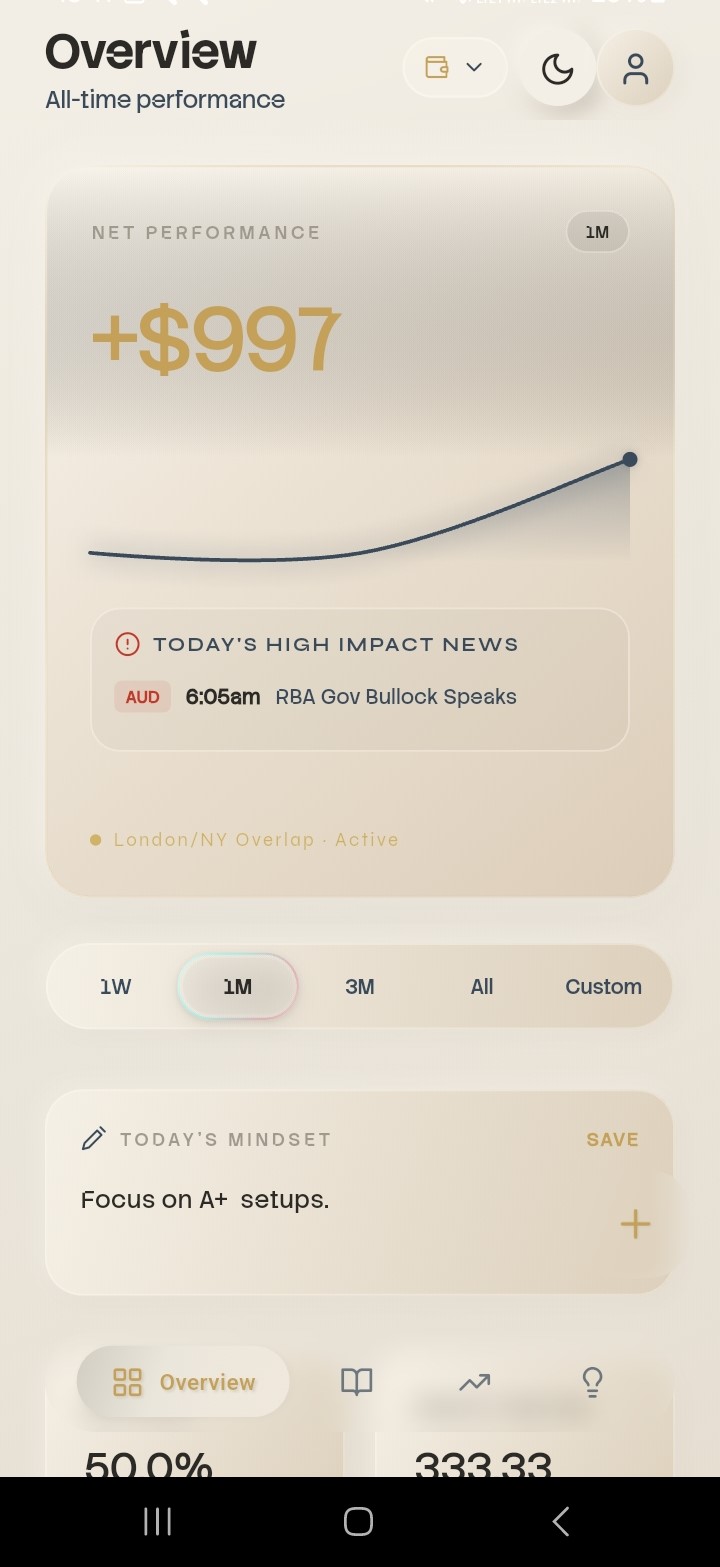 Overview
All-time performance
NET PERFORMANCE
1M
+$997
TODAY'S HIGH IMPACT NEWS
AUD 6:05am RBA Gov Bullock Speaks
London/NY Overlap · Active
1W 1M 3M All Custom
TODAY'S MINDSET
SAVE
Focus on A+  setups.
Overview
50.0% 333.33